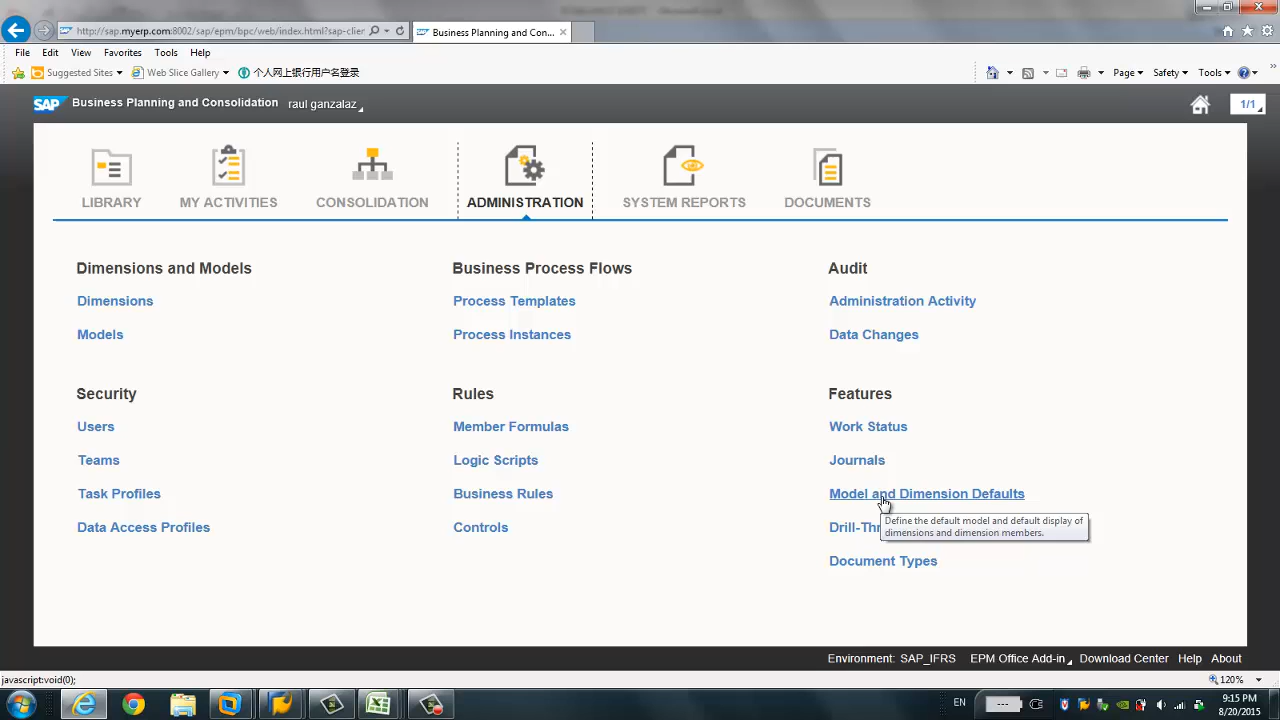 http://sap.myerp.com:8002/sap/epm/bpc/web/index.html?sap-clier
Business Planning and Con...
File Edit View Favorites Tools Help
Suggested Sites Web Slice Gallery 个人网上银行用户名登录
Page Safety Tools
SAP Business Planning and Consolidation raul ganzalaz 1/1
LIBRARY MY ACTIVITIES CONSOLIDATION ADMINISTRATION SYSTEM REPORTS DOCUMENTS
Dimensions and Models Business Process Flows Audit
Dimensions Process Templates Administration Activity
Models Process Instances Data Changes
Security Rules Features
Users Member Formulas Work Status
Teams Logic Scripts Journals
Task Profiles Business Rules Model and Dimension Defaults
Data Access Profiles Controls Drill-Thr
Define the default model and default display of
dimensions and dimension members.
Document Types
Environment: SAP_IFRS EPM Office Add-in Download Center Help About
javascript:void(0); 120%
EN 9:15 PM
8/20/2015